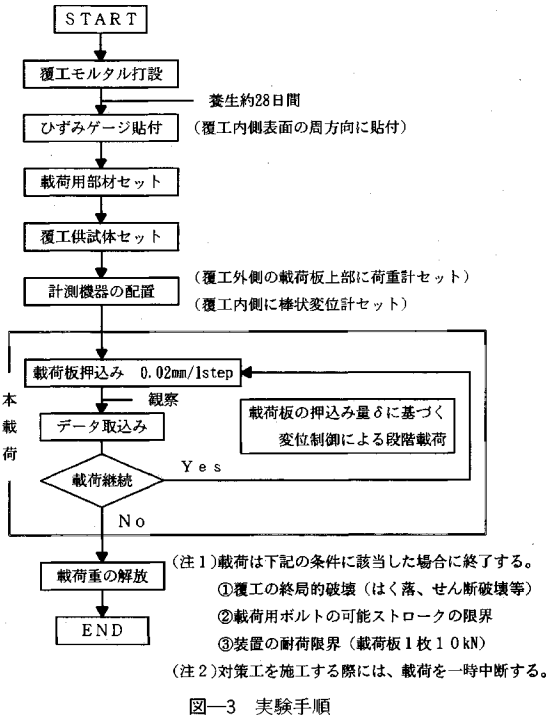 START
覆工モルタル打設
養生約28日間
ひずみゲージ貼付 (覆工内側表面の周方向に貼付)
載荷用部材セット
覆工供試体セット
(覆工外側の載荷板上部に荷重計セット)
計測機器の配置
(覆工内側に棒状変位計セット)
本載荷
載荷板押込み 0.02mm/1step
観察
データ取込み
載荷板の押込み量δに基づく
変位制御による段階載荷
載荷継続
Yes
No
載荷重の解放
END
(注1)載荷は下記の条件に該当した場合に終了する。
①覆工の終局的破壊(はく落、せん断破壊等)
②載荷用ボルトの可能ストロークの限界
③装置の耐荷限界(載荷板1枚10kN)
(注2)対策工を施工する際には、載荷を一時中断する。
図―3 実験手順